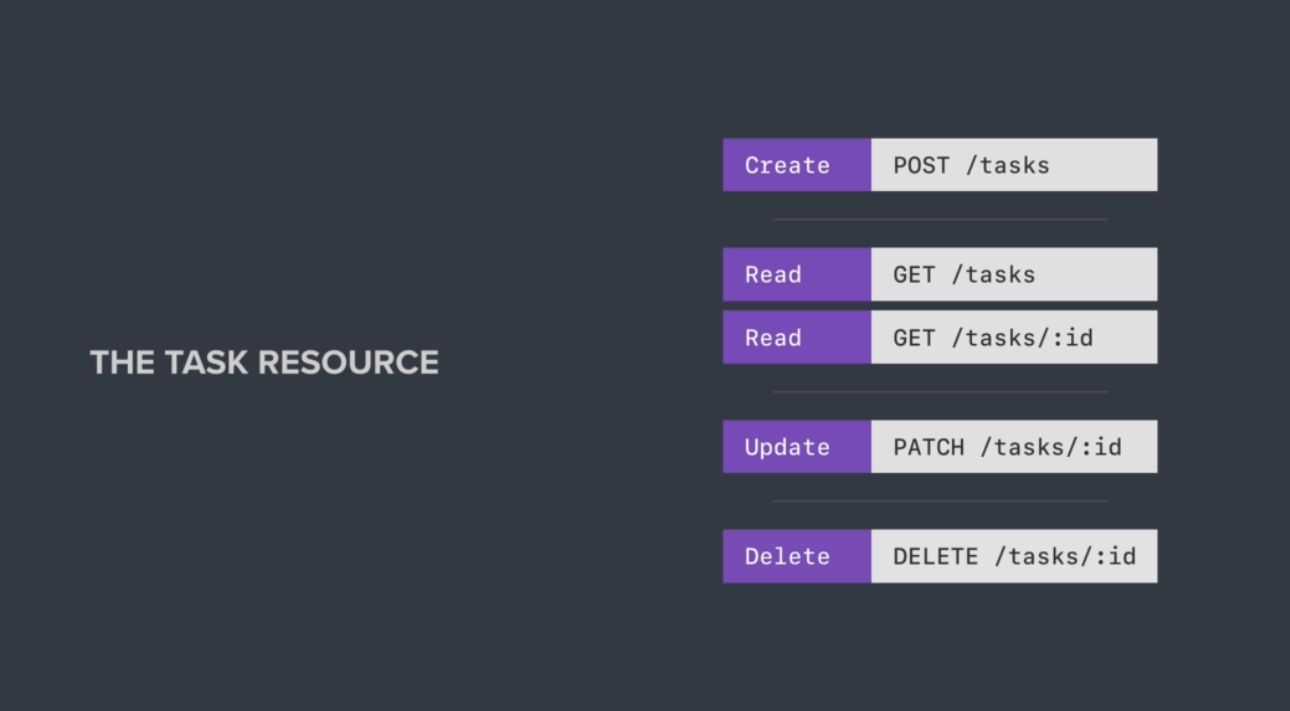 THE TASK RESOURCE
Create POST /tasks
Read GET /tasks
Read GET /tasks/:id
Update PATCH /tasks/:id
Delete DELETE /tasks/:id